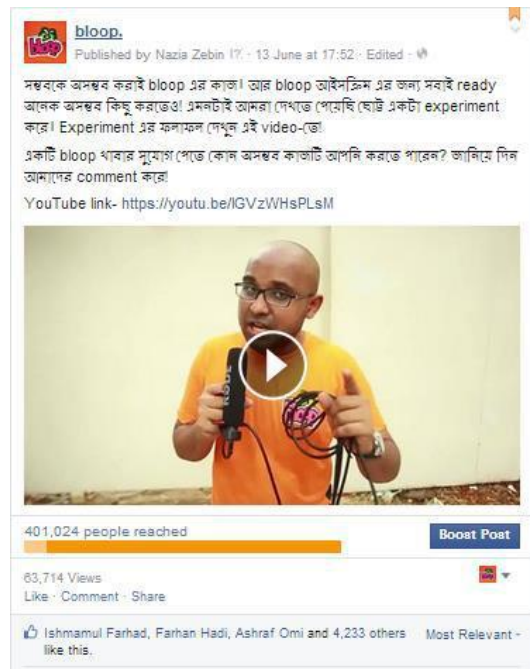 bloop.
Published by Nazia Zebin [?] · 13 June at 17:52 · Edited ·
সম্ভবকে অসম্ভব করাই bloop এর কাজ। আর bloop আইসক্রিম এর জন্য সবাই ready
অনেক অসম্ভব কিছু করতেও! এমনটাই আমরা দেখতে পেয়েছি ছোট্ট একটা experiment
করে। Experiment এর ফলাফল দেখুন এই video-তে!
একটি bloop খাবার সুযোগ পেতে কোন অসম্ভব কাজটি আপনি করতে পারেন? জানিয়ে দিন
আমাদের comment করে!
YouTube link- https://youtu.be/IGVzWHsPLsM
RODE
401,024 people reached
Boost Post
63,714 Views
Like · Comment · Share
Ishmamul Farhad, Farhan Hadi, Ashraf Omi and 4,233 others
like this.
Most Relevant